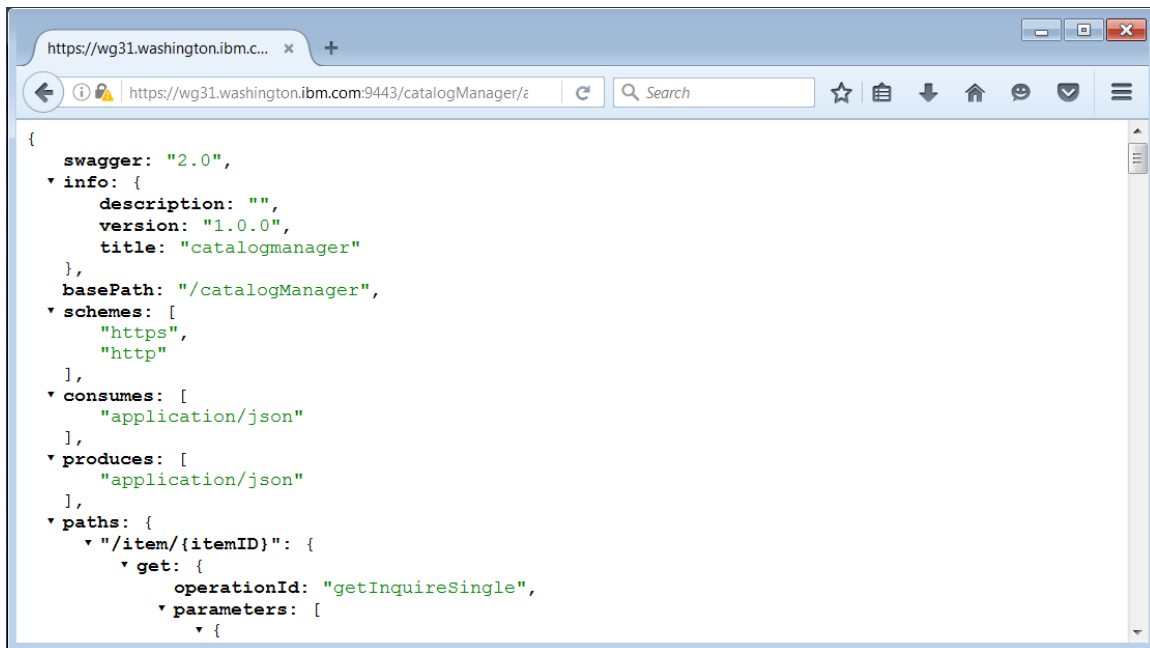 https://wg31.washington.ibm.c...
https://wg31.washington.ibm.com:9443/catalogManager/a
Search
{
swagger: "2.0",
info: {
description: "",
version: "1.0.0",
title: "catalogmanager"
},
basePath: "/catalogManager",
schemes: [
"https",
"http"
],
consumes: [
"application/json"
],
produces: [
"application/json"
],
paths: {
"/item/{itemID}": {
get: {
operationId: "getInquireSingle",
parameters: [
{